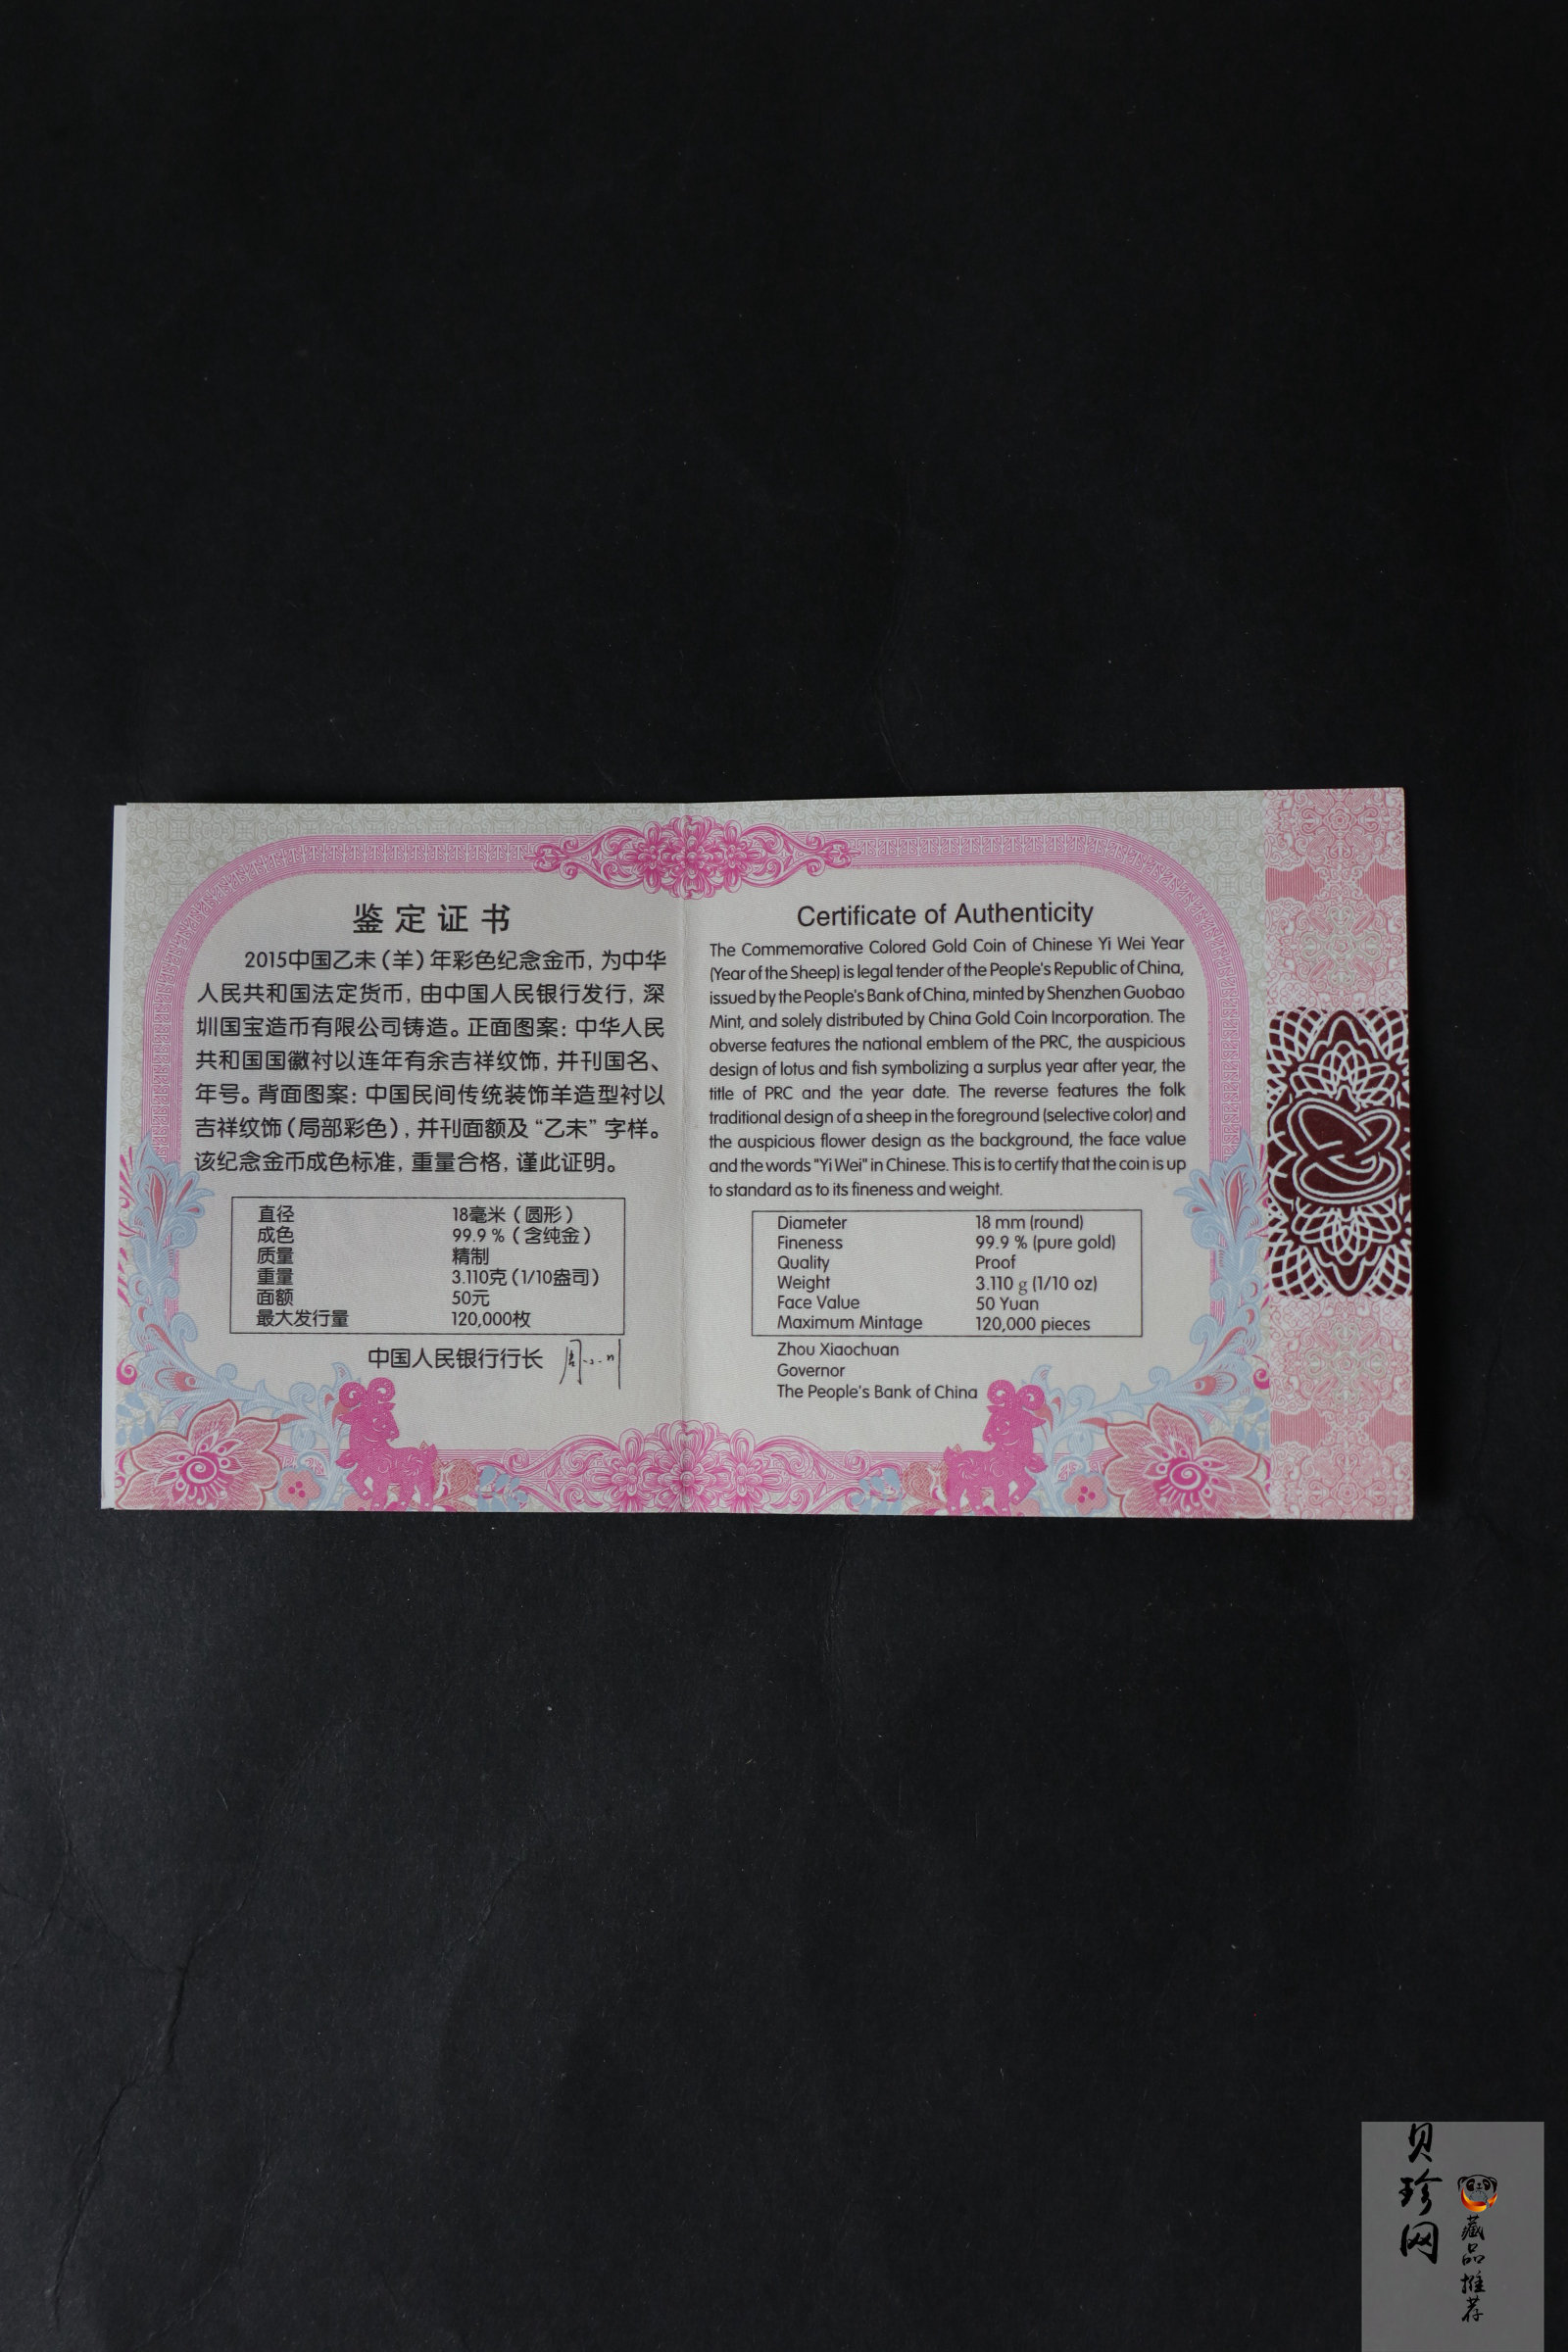 鉴定证书
2015中国乙未（羊）年彩色纪念金币，为中华
人民共和国法定货币，由中国人民银行发行，深
圳国宝造币有限公司铸造。正面图案：中华人民
共和国国徽衬以连年有余吉祥纹饰，并刊国名、
年号。背面图案：中国民间传统装饰羊造型衬以
吉祥纹饰（局部彩色），并刊面额及“乙未”字样。
该纪念金币成色标准，重量合格，谨此证明。
直径 18毫米（圆形）
成色 99.9 %（含纯金）
质量 精制
重量 3.110克（1/10盎司）
面额 50元
最大发行量 120,000枚
中国人民银行行长
Certificate of Authenticity
The Commemorative Colored Gold Coin of Chinese Yi Wei Year
(Year of the Sheep) is legal tender of the People's Republic of China,
issued by the People's Bank of China, minted by Shenzhen Guobao
Mint, and solely distributed by China Gold Coin Incorporation. The
obverse features the national emblem of the PRC, the auspicious
design of lotus and fish symbolizing a surplus year after year, the
title of PRC and the year date. The reverse features the folk
traditional design of a sheep in the foreground (selective color) and
the auspicious flower design as the background, the face value
and the words "Yi Wei" in Chinese. This is to certify that the coin is up
to standard as to its fineness and weight.
Diameter 18 mm (round)
Fineness 99.9 % (pure gold)
Quality Proof
Weight 3.110 g (1/10 oz)
Face Value 50 Yuan
Maximum Mintage 120,000 pieces
Zhou Xiaochuan
Governor
The People's Bank of China
贝珍网
藏品推荐